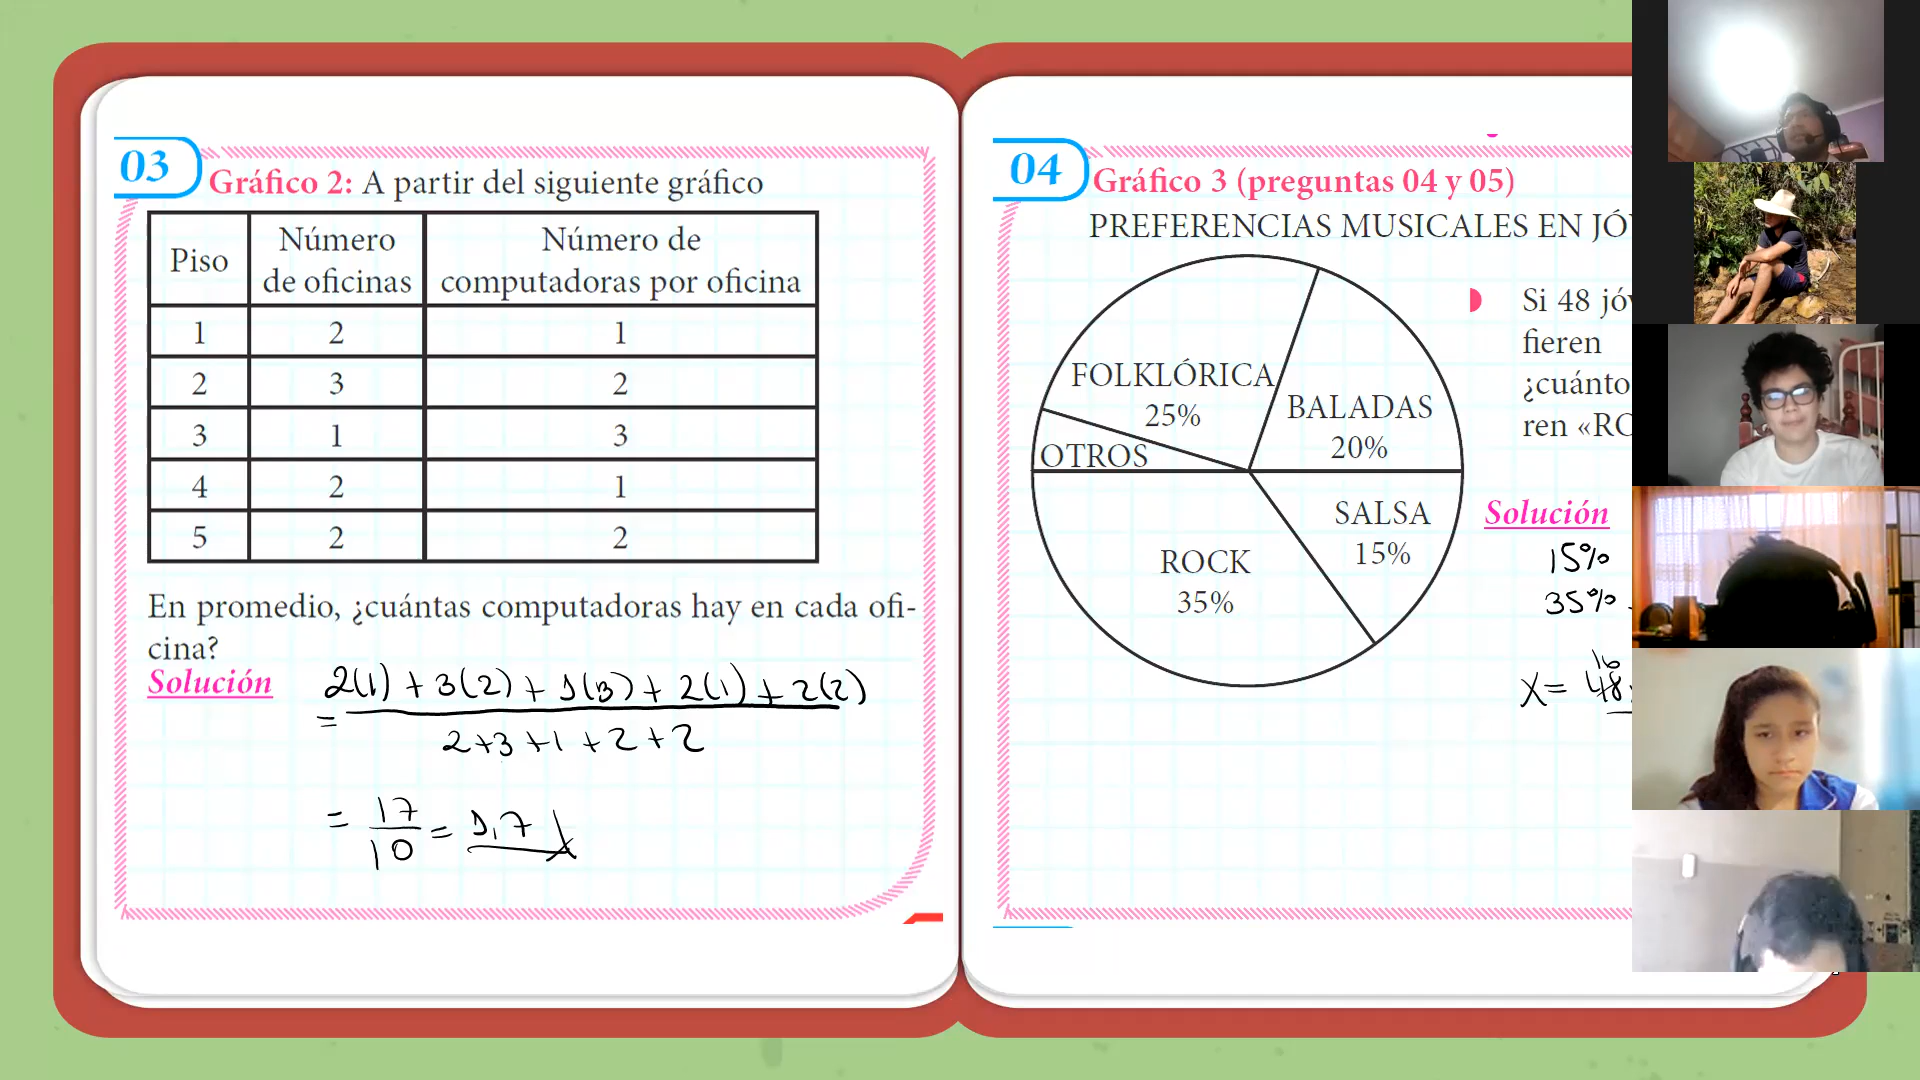 03
Gráfico 2: A partir del siguiente gráfico
Piso Número de oficinas Número de computadoras por oficina
1 2 1
2 3 2
3 1 3
4 2 1
5 2 2
En promedio, ¿cuántas computadoras hay en cada ofi-
cina?
Solución
2(1) + 3(2) + 1(3) + 2(1) + 2(2)
=
2+3+1+2+2
= 17/10 = 1,7
04
Gráfico 3 (preguntas 04 y 05)
PREFERENCIAS MUSICALES EN
FOLKLÓRICA
25%
BALADAS
20%
OTROS
SALSA
15%
ROCK
35%
Si 48
fieren
ren
Solución
15%
35%
16
X = 48